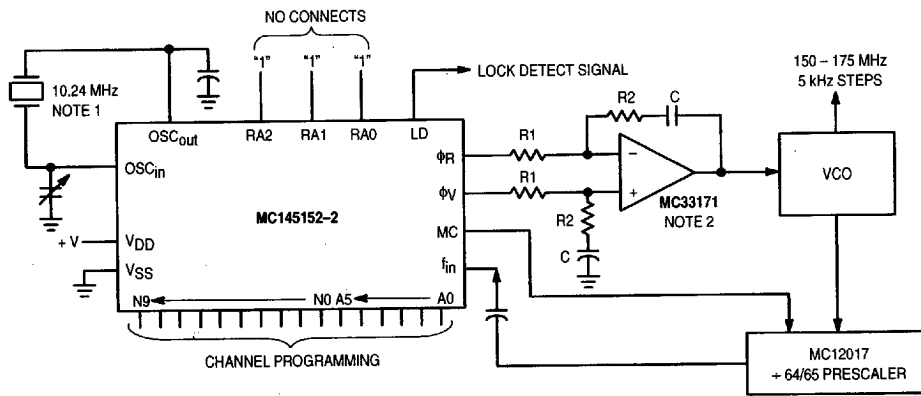 NO CONNECTS
"1" "1" "1"
LOCK DETECT SIGNAL
150 – 175 MHz
5 kHz STEPS
10.24 MHz
NOTE 1
OSCout RA2 RA1 RA0 LD
R2 C
R1
ϕR
OSCin
ϕV
R1
–
+
VCO
MC33171
NOTE 2
MC145152–2
R2
MC
C
+ V
VDD
VSS
fin
N9 N0 A5 A0
CHANNEL PROGRAMMING
MC12017
÷ 64/65 PRESCALER